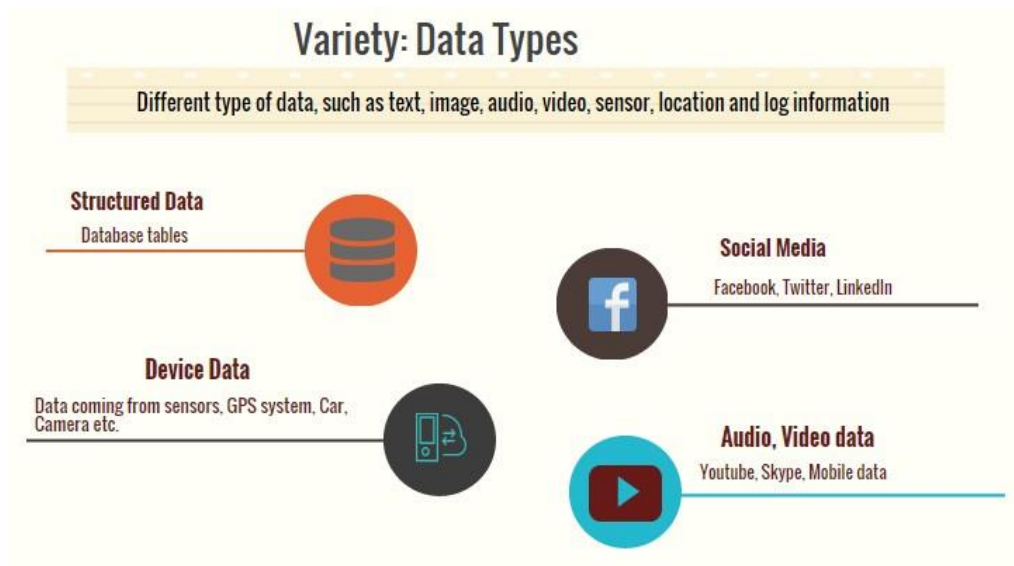 Variety: Data Types
Different type of data, such as text, image, audio, video, sensor, location and log information
Structured Data
Database tables
Social Media
Facebook, Twitter, LinkedIn
Device Data
Data coming from sensors, GPS system, Car,
Camera etc.
Audio, Video data
Youtube, Skype, Mobile data